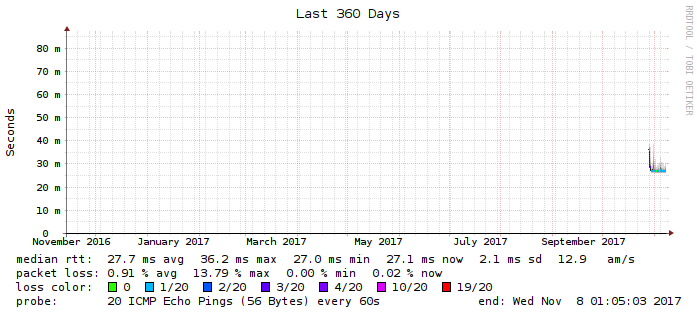 Last 360 Days
RRDTOOL / TOBI OETIKER
Seconds
80 m
70 m
60 m
50 m
40 m
30 m
20 m
10 m
0
November 2016 January 2017 March 2017 May 2017 July 2017 September 2017
median rtt: 27.7 ms avg 36.2 ms max 27.0 ms min 27.1 ms now 2.1 ms sd 12.9 am/s
packet loss: 0.91 % avg 13.79 % max 0.00 % min 0.02 % now
loss color: 0 1/20 2/20 3/20 4/20 10/20 19/20
probe: 20 ICMP Echo Pings (56 Bytes) every 60s end: Wed Nov 8 01:05:03 2017